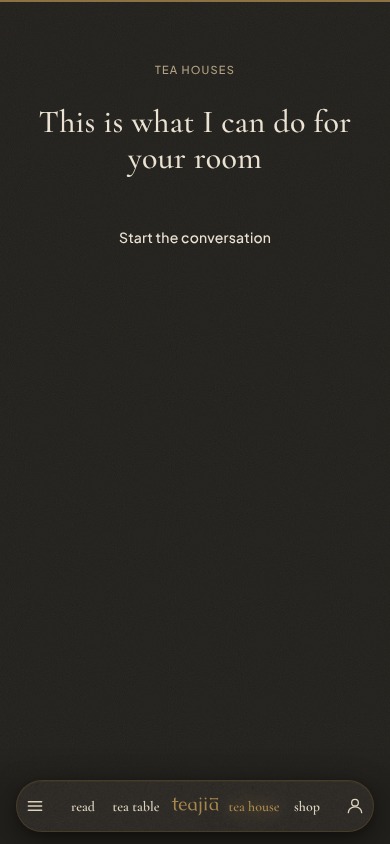 TEA HOUSES
This is what I can do for
your room
Start the conversation
read tea table teajiā tea house shop